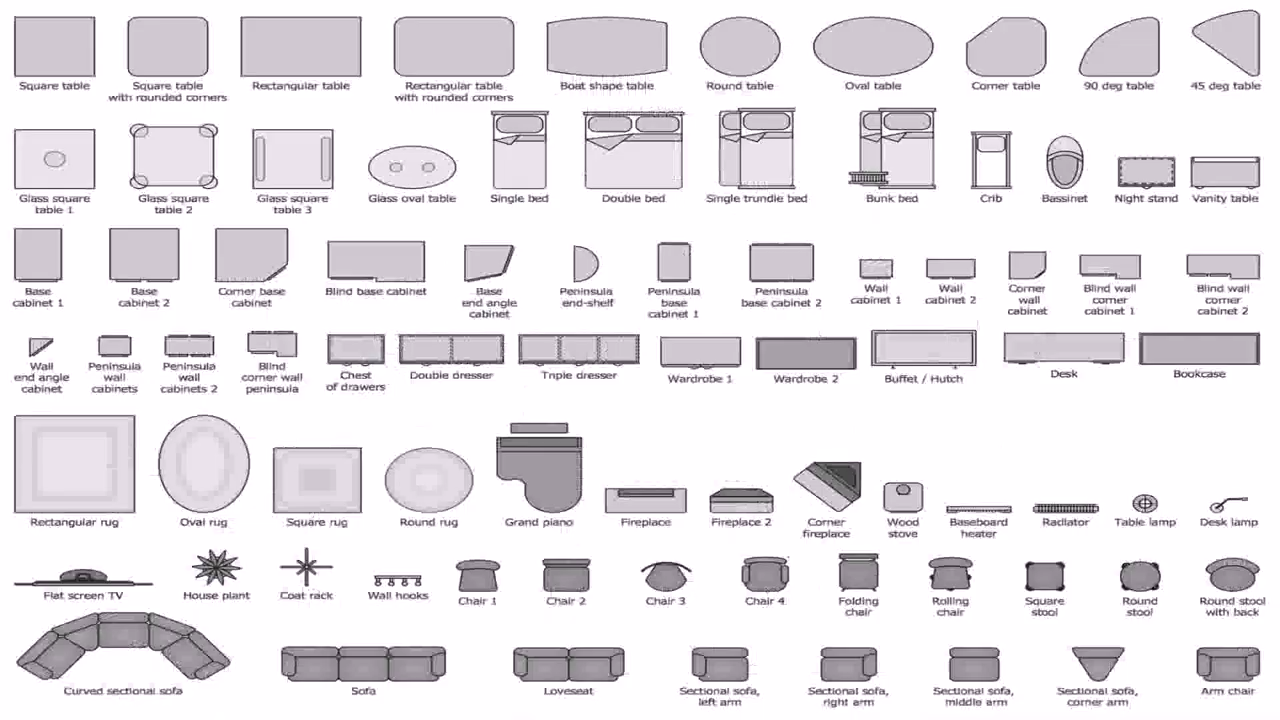 Square table
Square table
with rounded corners
Rectangular table
Rectangular table
with rounded corners
Boat shape table
Round table
Oval table
Corner table
90 deg table
45 deg table
Glass square
table 1
Glass square
table 2
Glass square
table 3
Glass oval table
Single bed
Double bed
Single trundle bed
Bunk bed
Crib
Bassinet
Night stand
Vanity table
Base
cabinet 1
Base
cabinet 2
Corner base
cabinet
Blind base cabinet
Base
end angle
cabinet
Peninsula
end-shelf
Peninsula
base
cabinet 1
Peninsula
base cabinet 2
Wall
cabinet 1
Wall
cabinet 2
Corner
wall
cabinet
Blind wall
corner
cabinet 1
Blind wall
corner
cabinet 2
Wall
end angle
cabinet
Peninsula
wall
cabinets
Peninsula
wall
cabinets 2
Blind
corner wall
peninsula
Chest
of drawers
Double dresser
Triple dresser
Wardrobe 1
Wardrobe 2
Buffet / Hutch
Desk
Bookcase
Rectangular rug
Oval rug
Square rug
Round rug
Grand piano
Fireplace
Fireplace 2
Corner
fireplace
Wood
stove
Baseboard
heater
Radiator
Table lamp
Desk lamp
Flat screen TV
House plant
Coat rack
Wall hooks
Chair 1
Chair 2
Chair 3
Chair 4
Folding
chair
Rolling
chair
Square
stool
Round
stool
Round stool
with back
Curved sectional sofa
Sofa
Loveseat
Sectional sofa,
left arm
Sectional sofa,
right arm
Sectional sofa,
middle arm
Sectional sofa,
corner arm
Arm chair